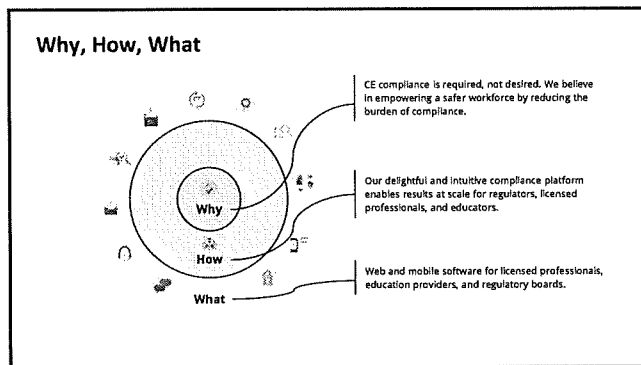 Why, How, What
CE compliance is required, not desired. We believe
in empowering a safer workforce by reducing the
burden of compliance.
Our delightful and intuitive compliance platform
enables results at scale for regulators, licensed
professionals, and educators.
Web and mobile software for licensed professionals,
education providers, and regulatory boards.
Why
How
What